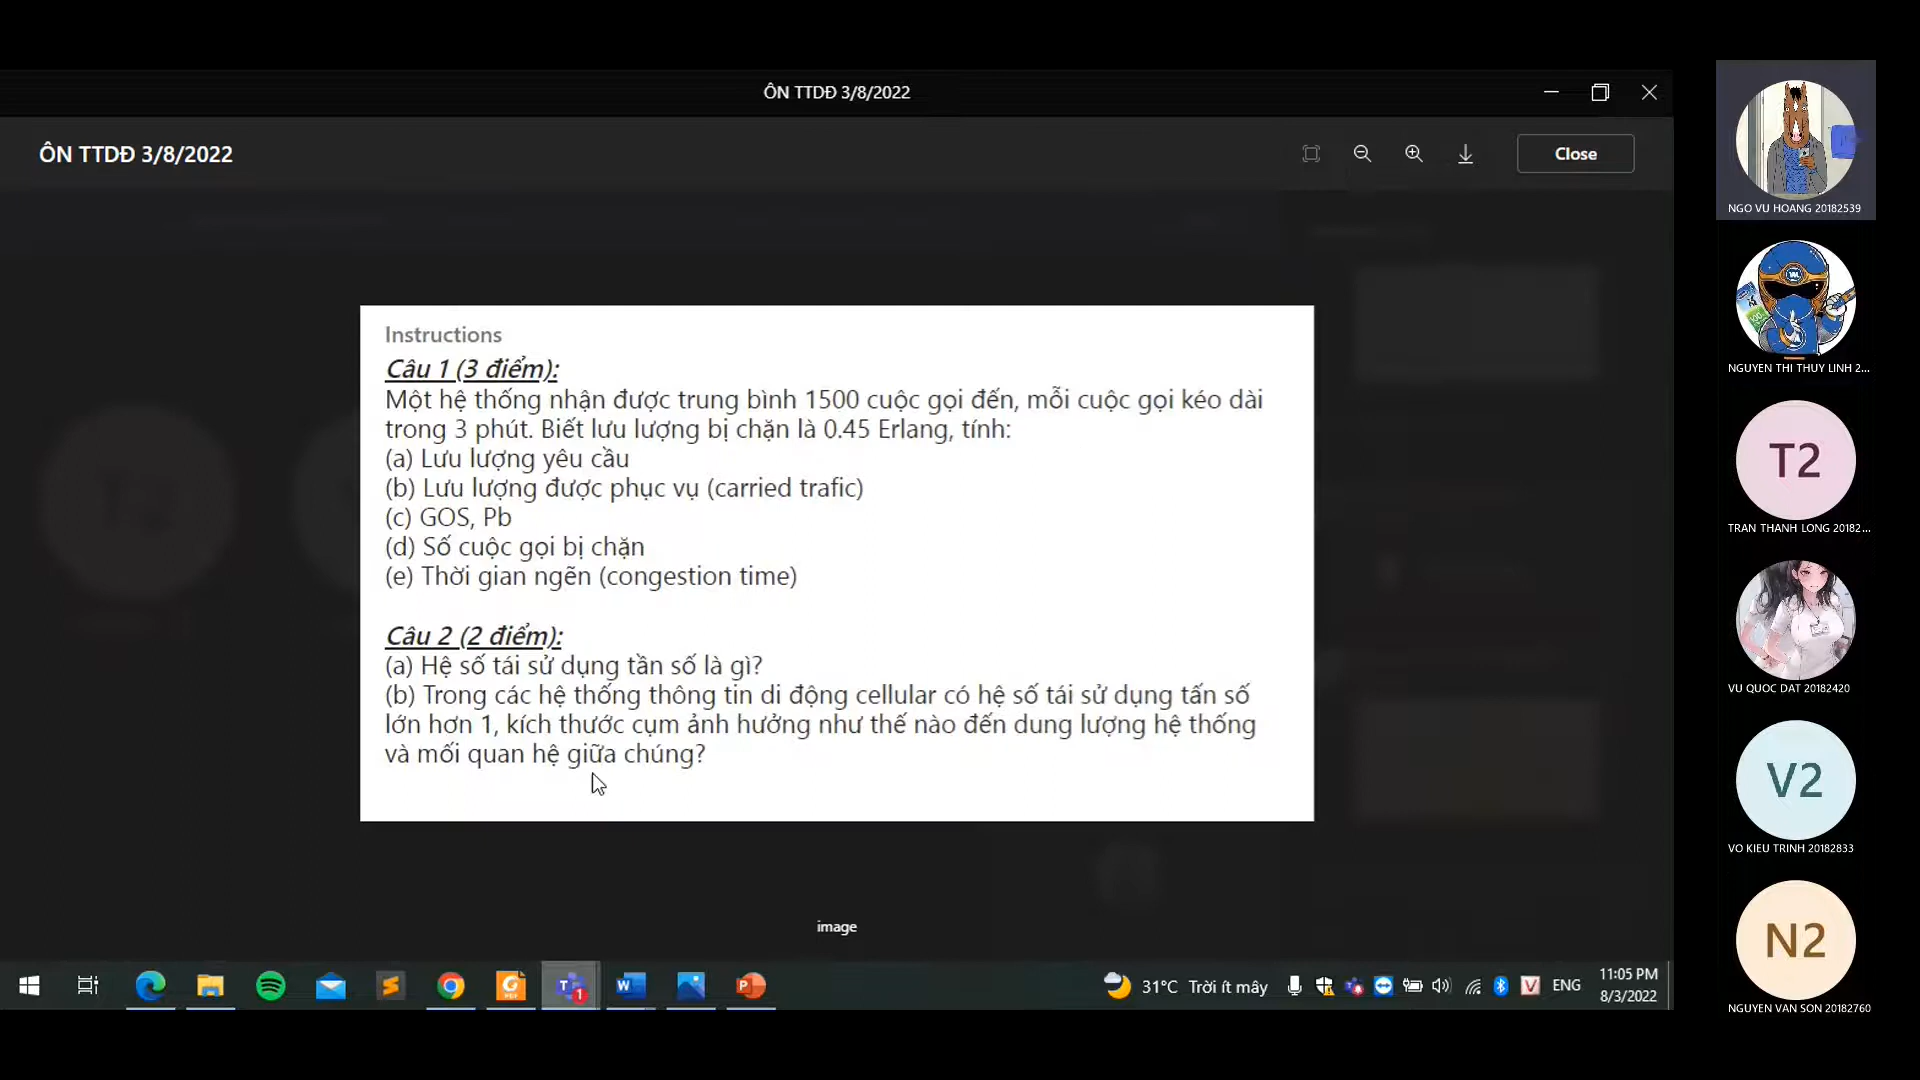 ÔN TTDĐ 3/8/2022
ÔN TTDĐ 3/8/2022
Close
Instructions
Câu 1 (3 điểm):
Một hệ thống nhận được trung bình 1500 cuộc gọi đến, mỗi cuộc gọi kéo dài
trong 3 phút. Biết lưu lượng bị chặn là 0.45 Erlang, tính:
(a) Lưu lượng yêu cầu
(b) Lưu lượng được phục vụ (carried trafic)
(c) GOS, Pb
(d) Số cuộc gọi bị chặn
(e) Thời gian ngẽn (congestion time)
Câu 2 (2 điểm):
(a) Hệ số tái sử dụng tần số là gì?
(b) Trong các hệ thống thông tin di động cellular có hệ số tái sử dụng tấn số
lớn hơn 1, kích thước cụm ảnh hưởng như thế nào đến dung lượng hệ thống
và mối quan hệ giữa chúng?
image
31°C Trời ít mây
ENG
11:05 PM
8/3/2022
NGO VU HOANG 20182539
NGUYEN THI THUY LINH 2...
T2
TRAN THANH LONG 20182...
VU QUOC DAT 20182420
V2
VO KIEU TRINH 20182833
N2
NGUYEN VAN SON 20182760